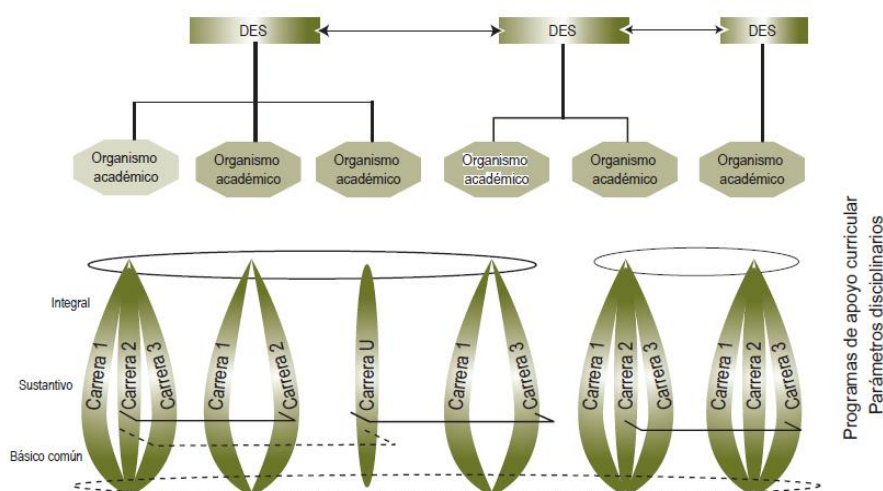 DES
DES
DES
Organismo
académico
Organismo
académico
Organismo
académico
Organismo
académico
Organismo
académico
Organismo
académico
Integral
Sustantivo
Básico común
Carrera 1
Carrera 2
Carrera 3
Carrera 1
Carrera 2
Carrera U
Carrera 1
Carrera 3
Carrera 1
Carrera 2
Carrera 3
Carrera 1
Carrera 2
Carrera 3
Programas de apoyo curricular
Parámetros disciplinarios